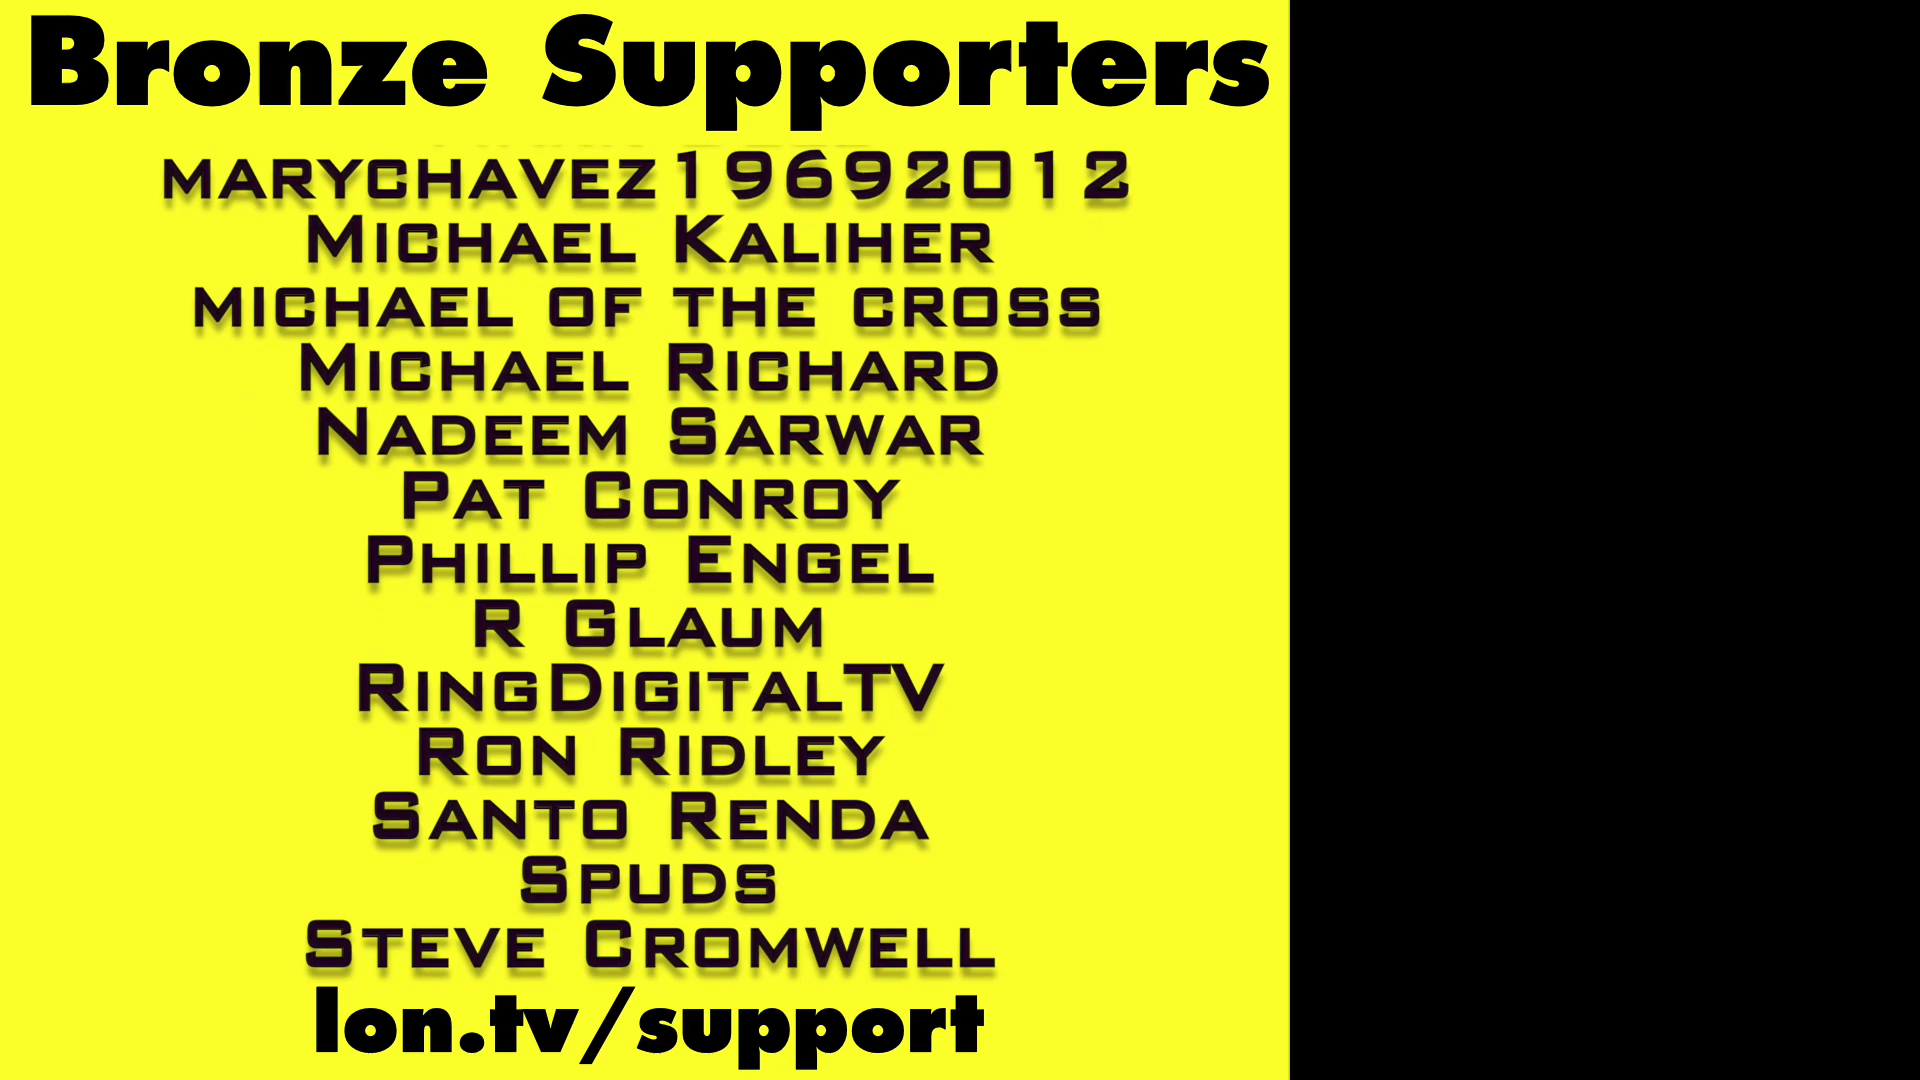 Bronze Supporters
marychavez19692012
Michael Kaliher
michael of the cross
Michael Richard
Nadeem Sarwar
Pat Conroy
Phillip Engel
R Glaum
RingDigitalTV
Ron Ridley
Santo Renda
Spuds
Steve Cromwell
lon.tv/support